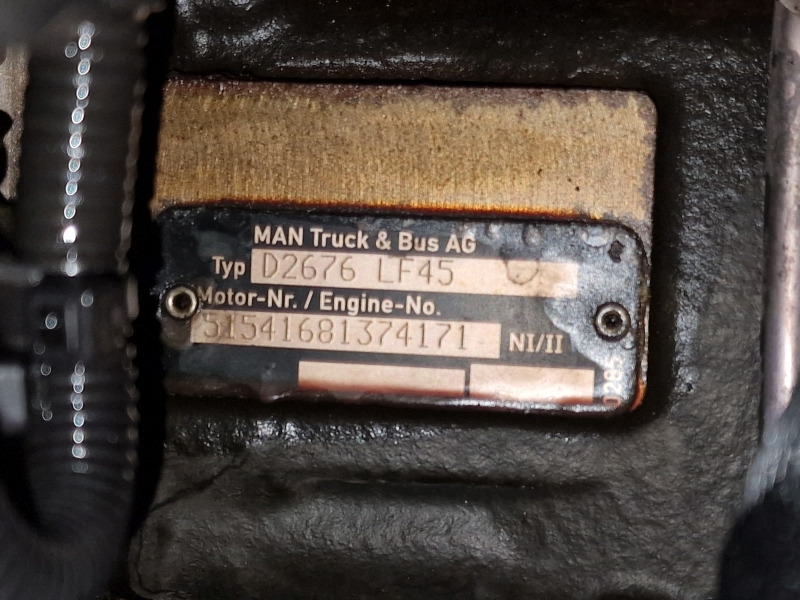 MAN Truck & Bus AG
Typ D2676 LF45
Motor-Nr. / Engine-No.
51541681374171 NI/II